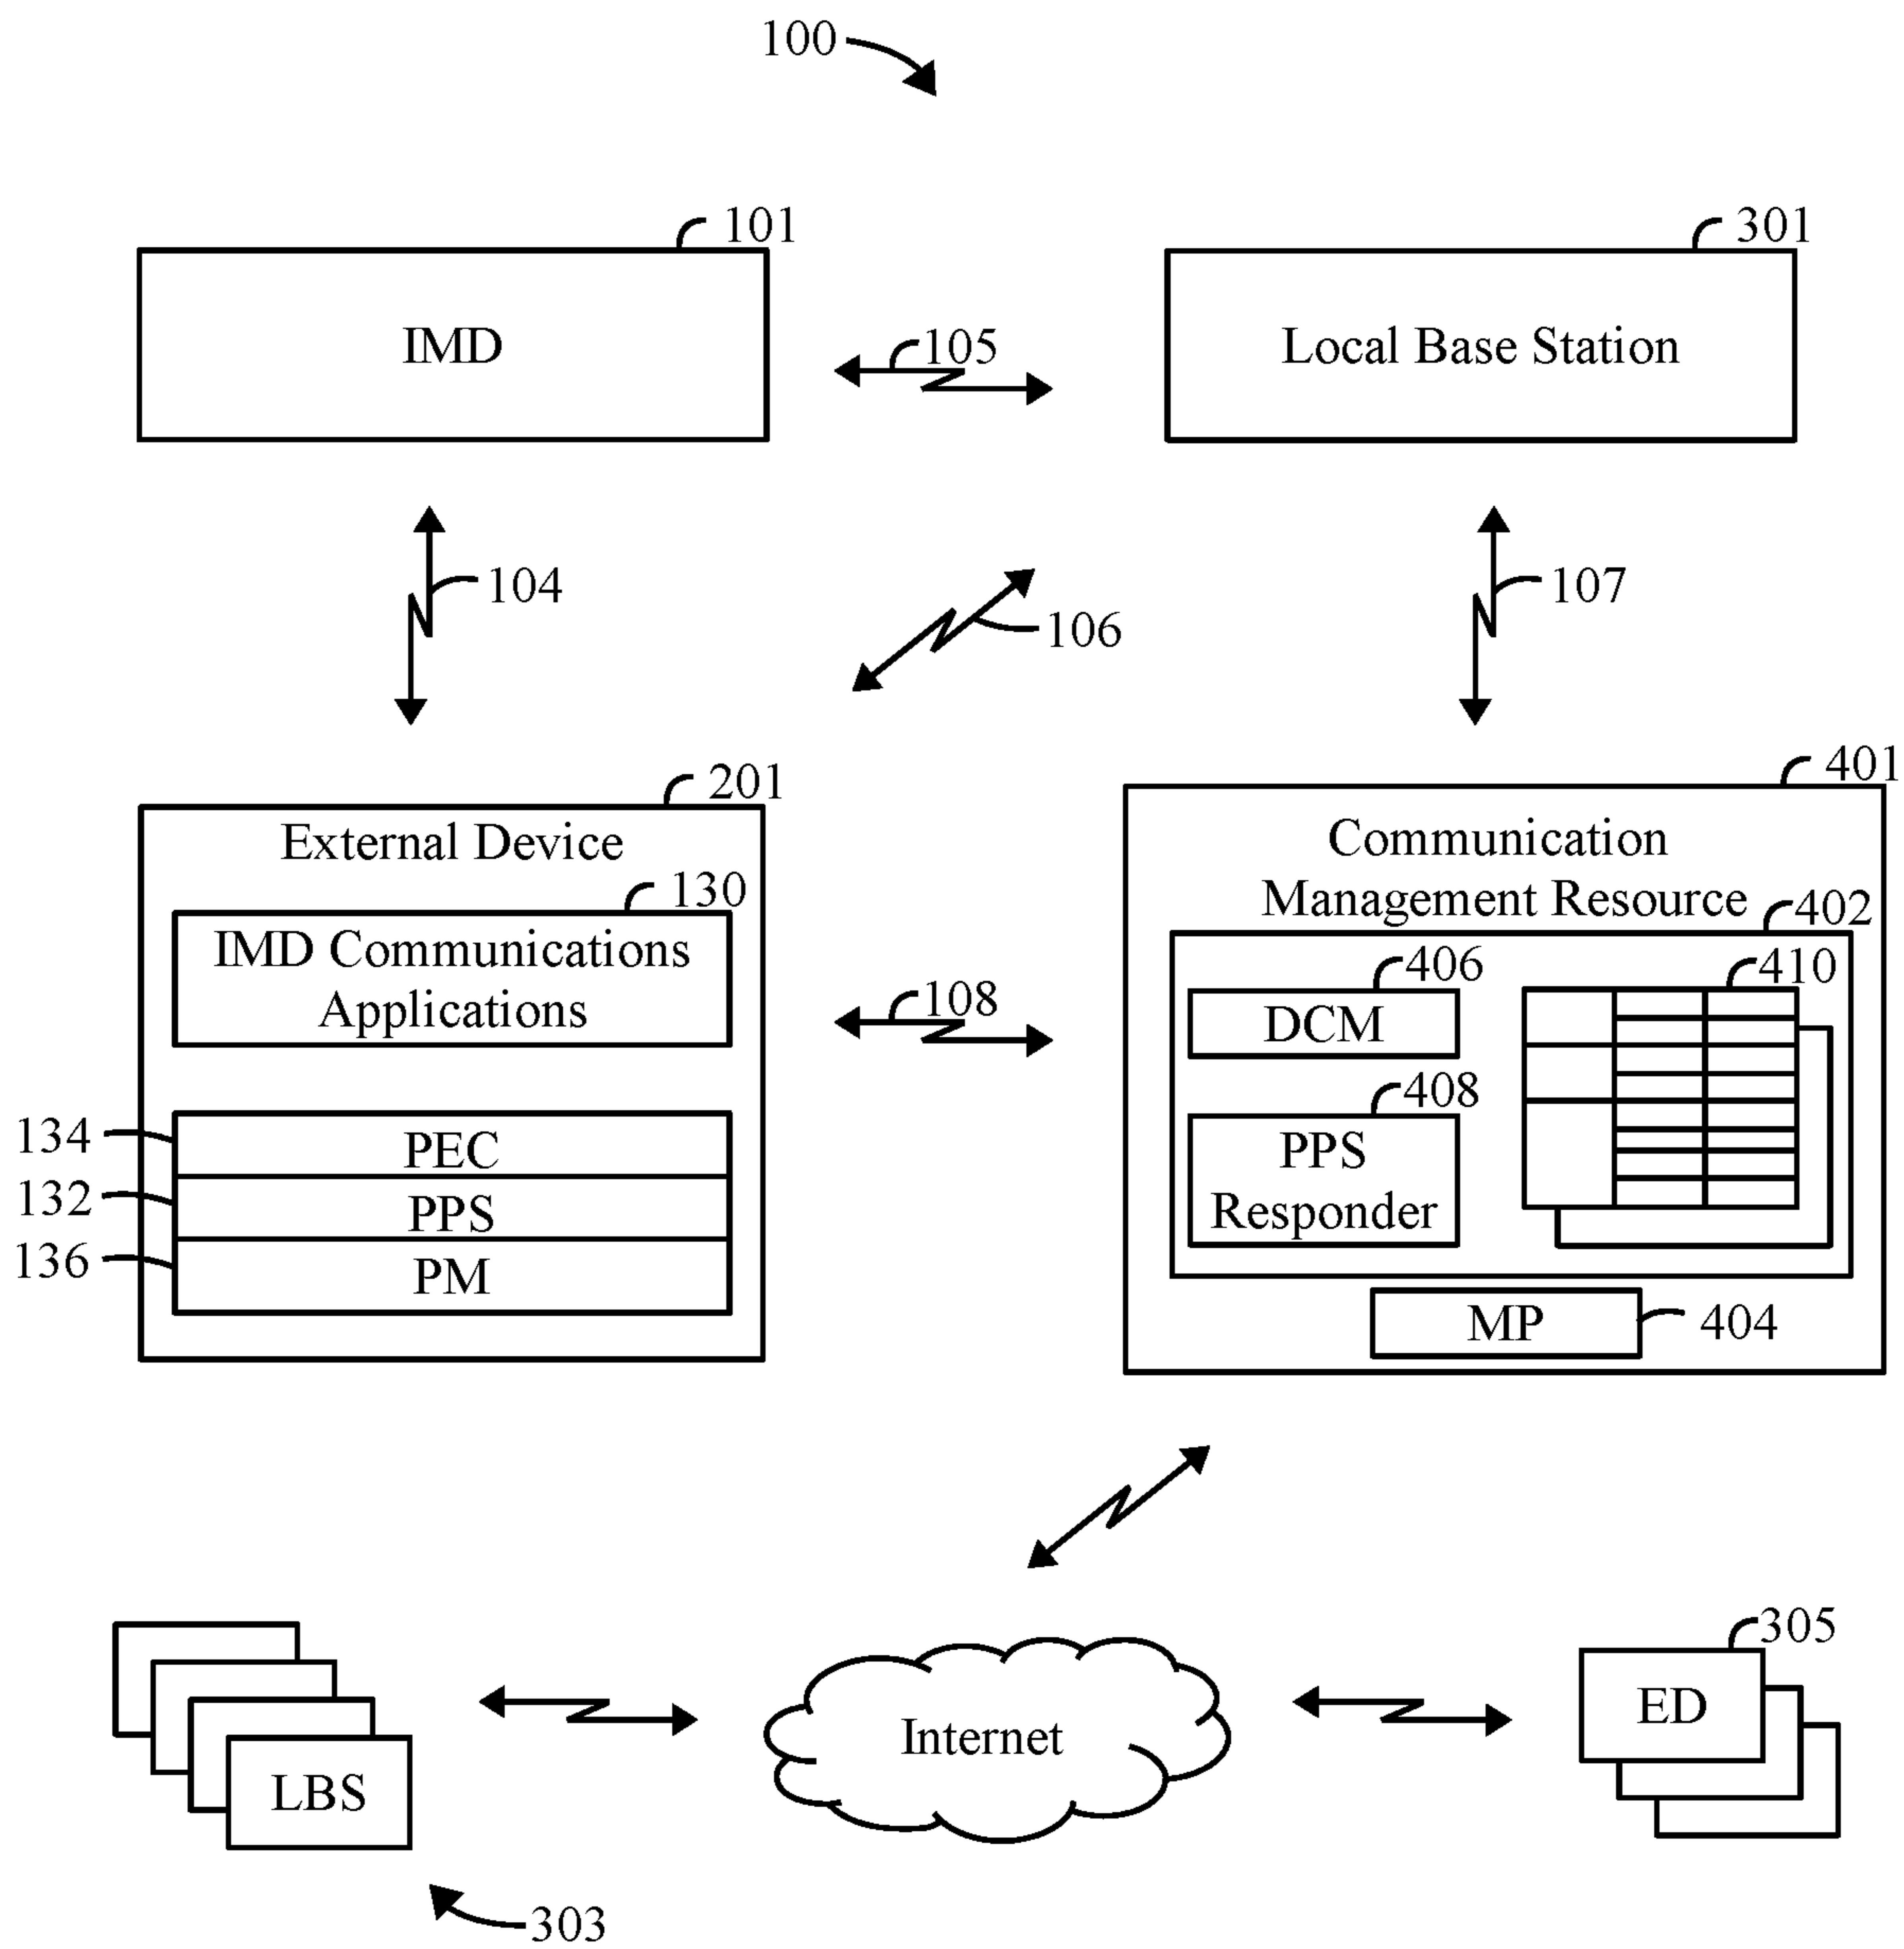 100
101
301
IMD
105
Local Base Station
104
106
107
201
401
External Device
Communication
Management Resource
130
402
IMD Communications
Applications
406
410
108
DCM
408
134
PEC
PPS
Responder
132
PPS
136
PM
MP
404
305
ED
Internet
LBS
303